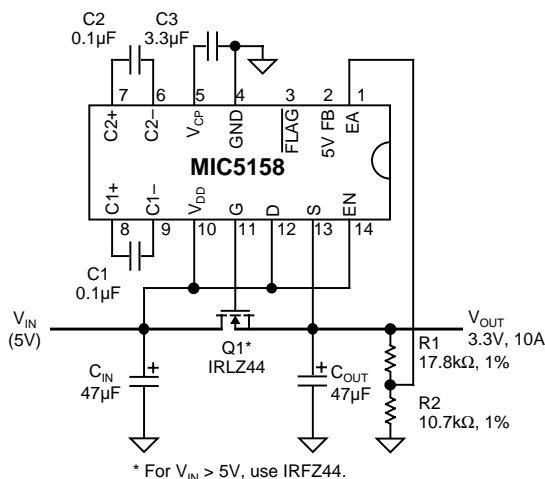 C2
0.1µF
C3
3.3µF
7 6 5 4 3 2 1
C2+
C2–
VCP
GND
FLAG
5V FB
EA
MIC5158
C1+
C1–
VDD
G
D
S
EN
8 9 10 11 12 13 14
C1
0.1µF
VIN
(5V)
Q1*
IRLZ44
VOUT
3.3V, 10A
R1
17.8kΩ, 1%
CIN
47µF
COUT
47µF
R2
10.7kΩ, 1%
+
+
* For VIN > 5V, use IRFZ44.